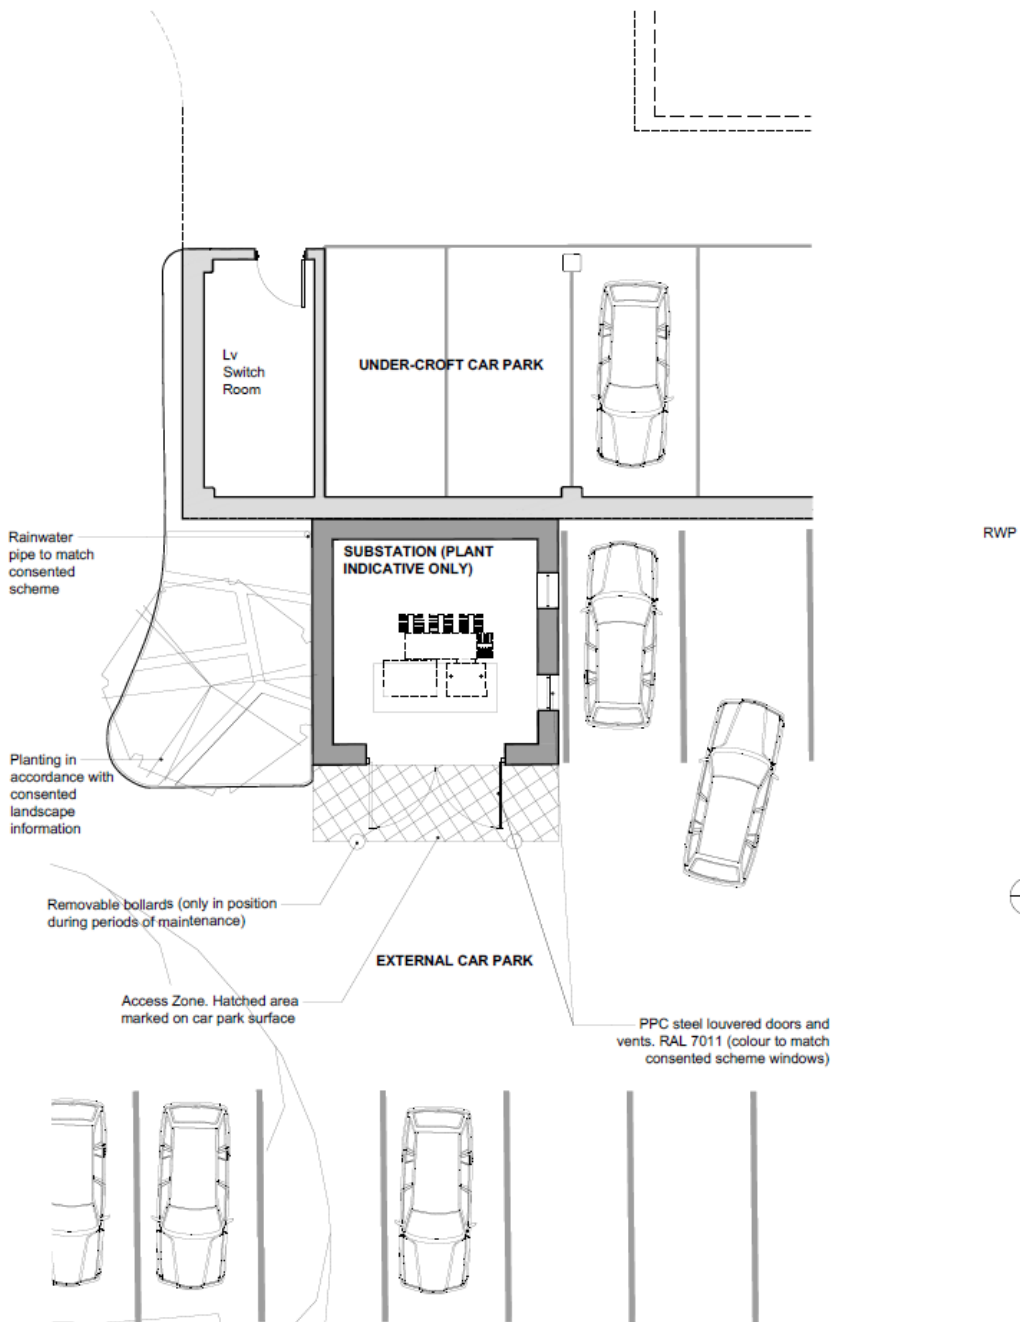 Lv
Switch
Room
UNDER-CROFT CAR PARK
Rainwater
pipe to match
consented
scheme
SUBSTATION (PLANT
INDICATIVE ONLY)
RWP
Planting in
accordance with
consented
landscape
information
Removable bollards (only in position
during periods of maintenance)
EXTERNAL CAR PARK
Access Zone. Hatched area
marked on car park surface
PPC steel louvered doors and
vents. RAL 7011 (colour to match
consented scheme windows)